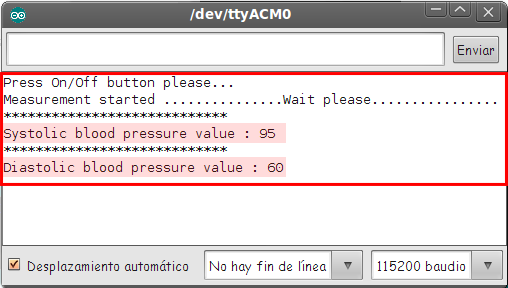 /dev/ttyACM0
Enviar
Press On/Off button please...
Measurement started ...............Wait please................
****************************
Systolic blood pressure value : 95
****************************
Diastolic blood pressure value : 60
Desplazamiento automático
No hay fin de línea
115200 baudio